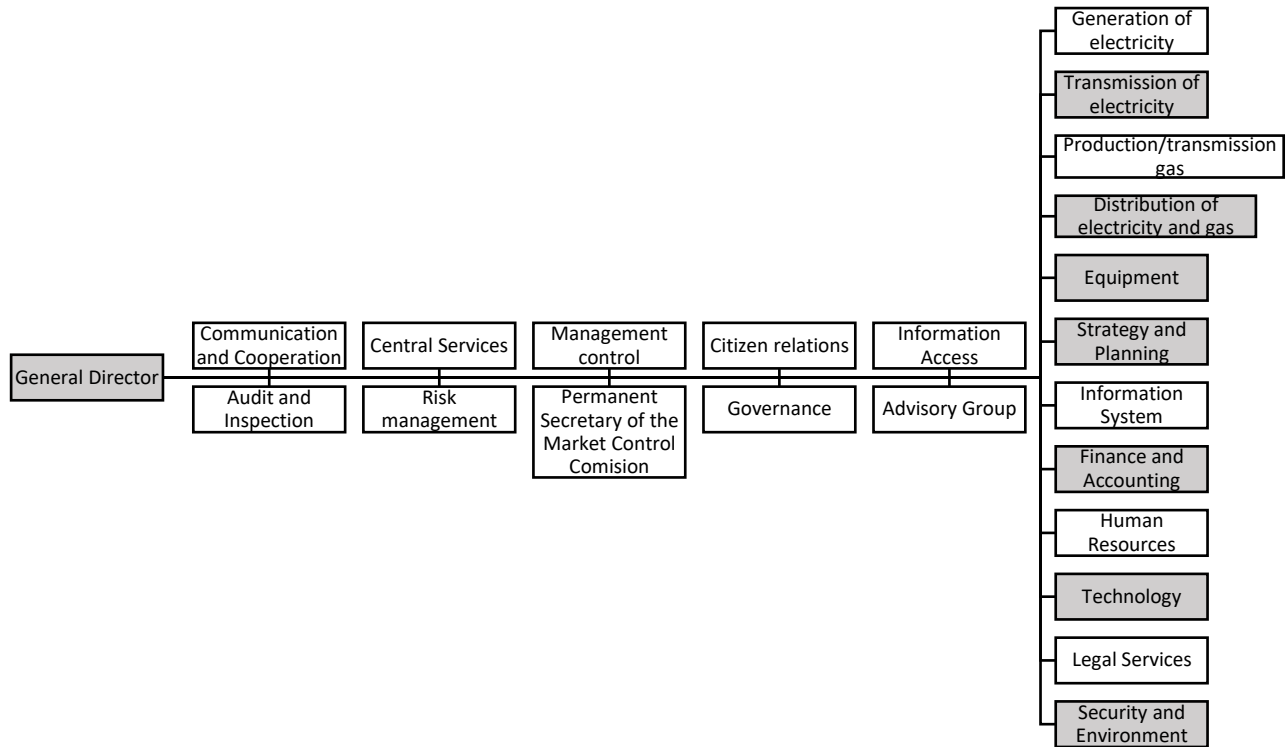 General Director
Communication
and Cooperation
Central Services
Management
control
Citizen relations
Information
Access
Audit and
Inspection
Risk
management
Permanent
Secretary of the
Market Control
Comision
Governance
Advisory Group
Generation of
electricity
Transmission of
electricity
Production/transmission
gas
Distribution of
electricity and gas
Equipment
Strategy and
Planning
Information
System
Finance and
Accounting
Human
Resources
Technology
Legal Services
Security and
Environment